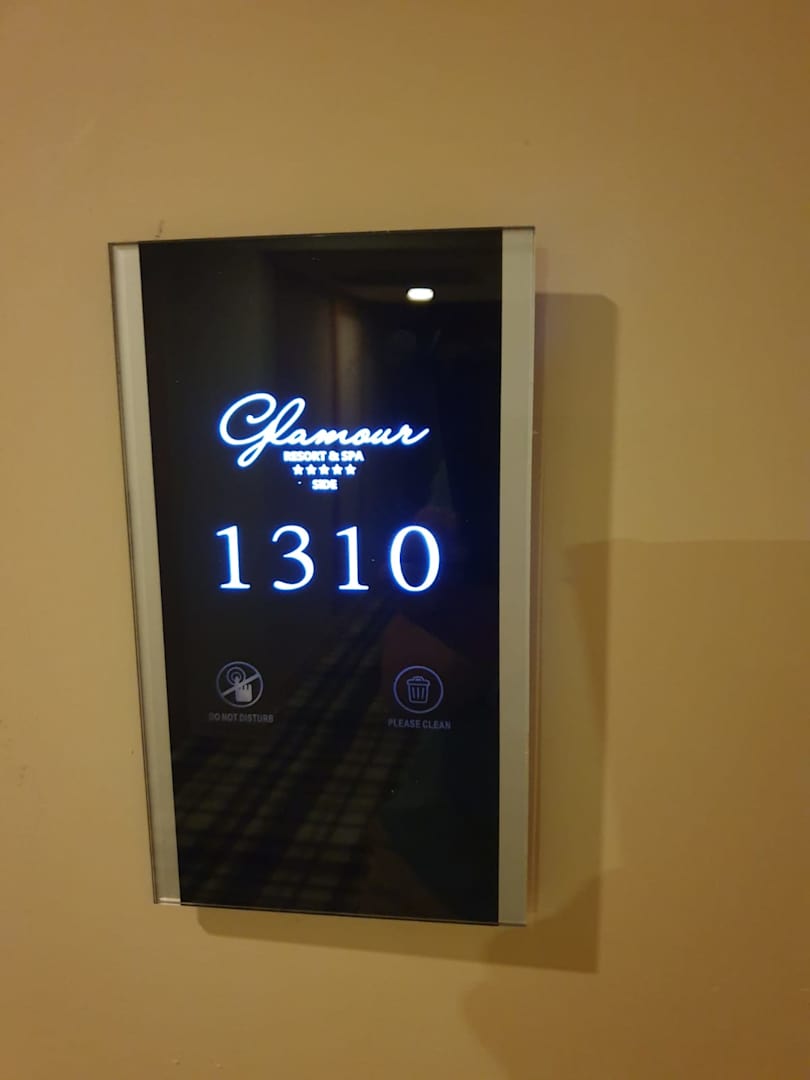 Glamour
RESORT & SPA
★★★★★
SIDE
1310
DO NOT DISTURB
PLEASE CLEAN